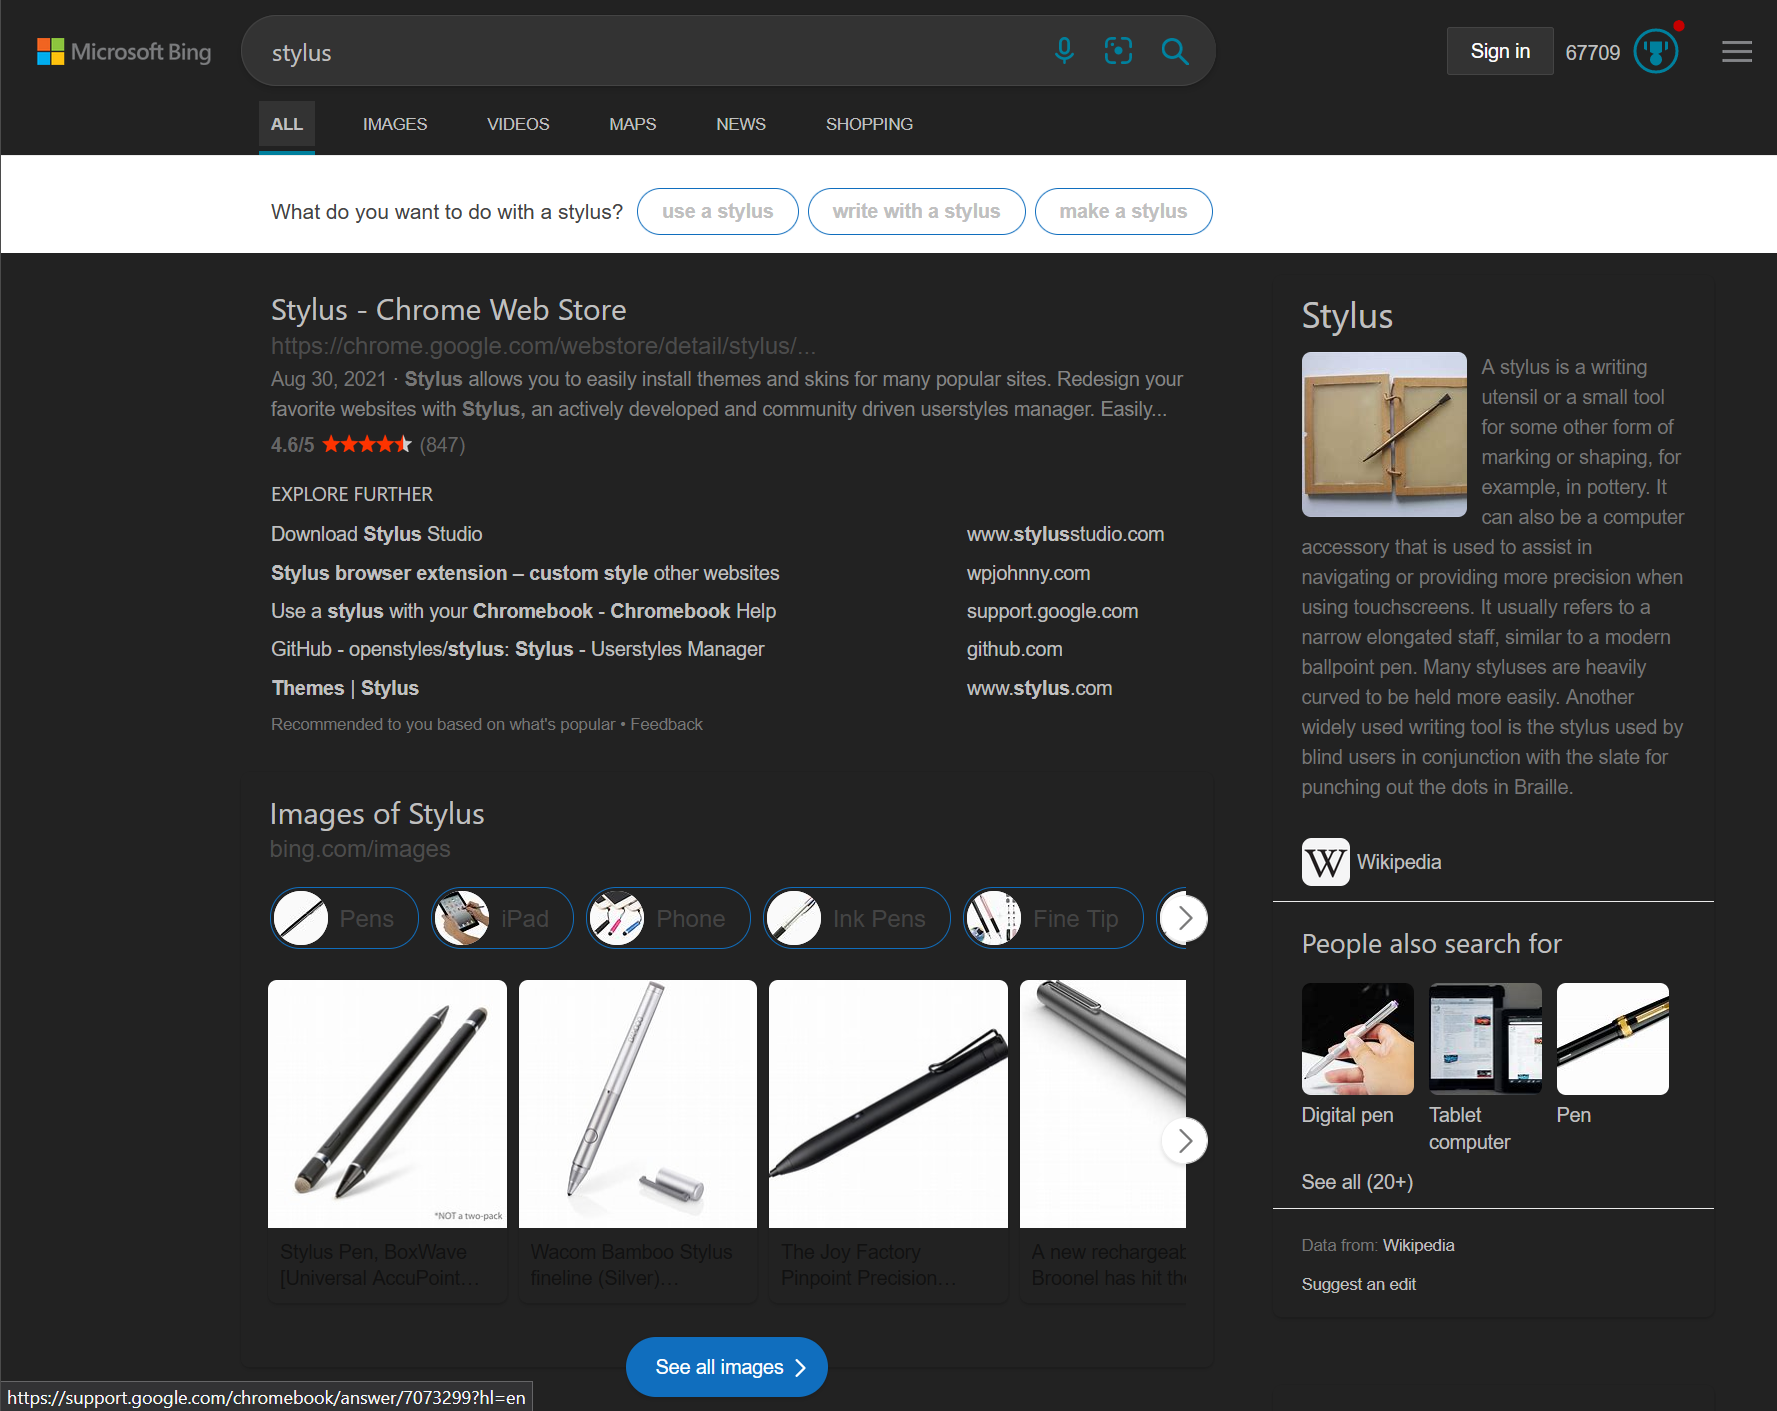 Microsoft Bing
stylus
Sign in
67709
ALL
IMAGES
VIDEOS
MAPS
NEWS
SHOPPING
What do you want to do with a stylus?
use a stylus
write with a stylus
make a stylus
Stylus - Chrome Web Store
https://chrome.google.com/webstore/detail/stylus/...
Aug 30, 2021 · Stylus allows you to easily install themes and skins for many popular sites. Redesign your
favorite websites with Stylus, an actively developed and community driven userstyles manager. Easily...
4.6/5 (847)
EXPLORE FURTHER
Download Stylus Studio www.stylusstudio.com
Stylus browser extension – custom style other websites wpjohnny.com
Use a stylus with your Chromebook - Chromebook Help support.google.com
GitHub - openstyles/stylus: Stylus - Userstyles Manager github.com
Themes | Stylus www.stylus.com
Recommended to you based on what's popular • Feedback
Images of Stylus
bing.com/images
Pens
iPad
Phone
Ink Pens
Fine Tip
*NOT a two-pack
Stylus Pen, BoxWave
[Universal AccuPoint...
Wacom Bamboo Stylus
fineline (Silver)...
The Joy Factory
Pinpoint Precision...
A new rechargeab
Broonel has hit the
See all images
Stylus
A stylus is a writing
utensil or a small tool
for some other form of
marking or shaping, for
example, in pottery. It
can also be a computer
accessory that is used to assist in
navigating or providing more precision when
using touchscreens. It usually refers to a
narrow elongated staff, similar to a modern
ballpoint pen. Many styluses are heavily
curved to be held more easily. Another
widely used writing tool is the stylus used by
blind users in conjunction with the slate for
punching out the dots in Braille.
W Wikipedia
People also search for
Digital pen
Tablet
computer
Pen
See all (20+)
Data from: Wikipedia
Suggest an edit
https://support.google.com/chromebook/answer/7073299?hl=en